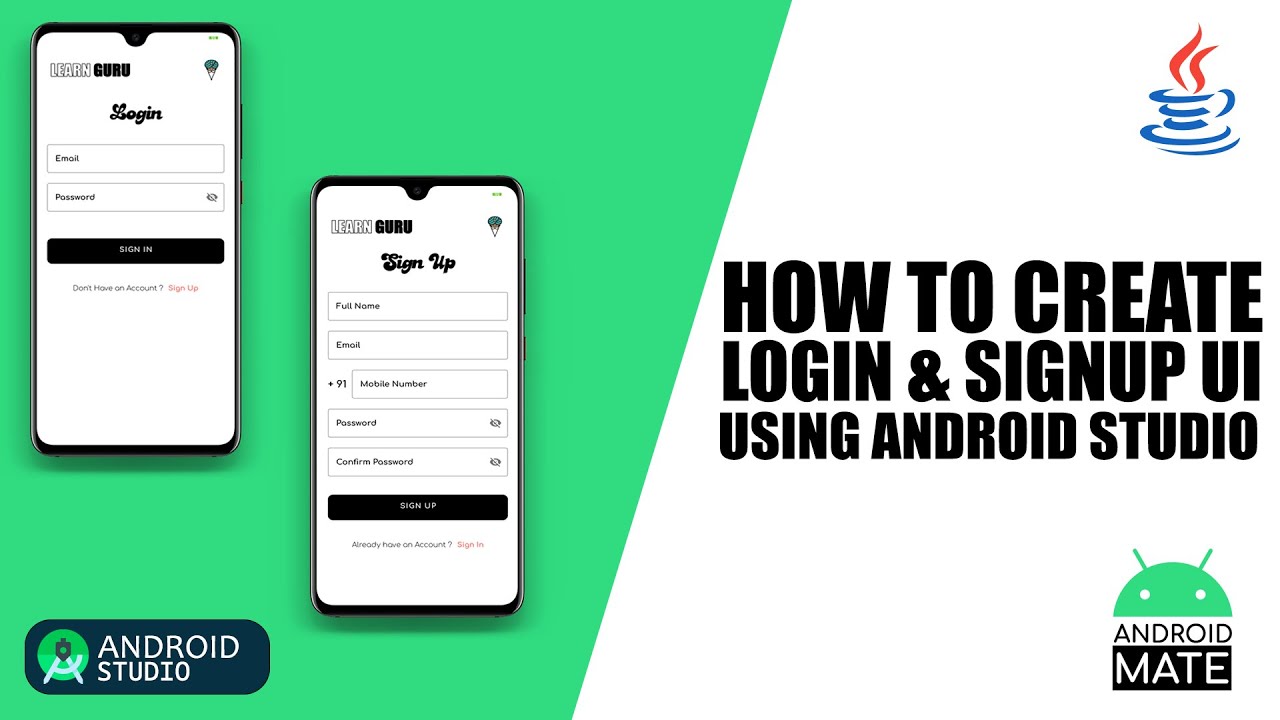 LEARN GURU
Login
Email
Password
SIGN IN
Don't Have an Account ? Sign Up
LEARN GURU
Sign Up
Full Name
Email
+ 91 Mobile Number
Password
Confirm Password
SIGN UP
Already have an Account ? Sign In
ANDROID
STUDIO
HOW TO CREATE
LOGIN & SIGNUP UI
USING ANDROID STUDIO
ANDROID
MATE